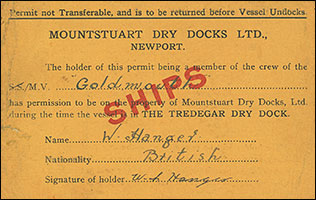 Permit not Transferable, and is to be returned before Vessel Undocks.
MOUNTSTUART DRY DOCKS LTD.,
NEWPORT.
The holder of this permit being a member of the crew of the
SS/M.V. "Goldmouth"
SHIPS
has permission to be on the property of Mountstuart Dry Docks, Ltd.
during the time the vessel is in THE TREDEGAR DRY DOCK.
Name W. Hanger
Nationality British
Signature of holder W. Hanger